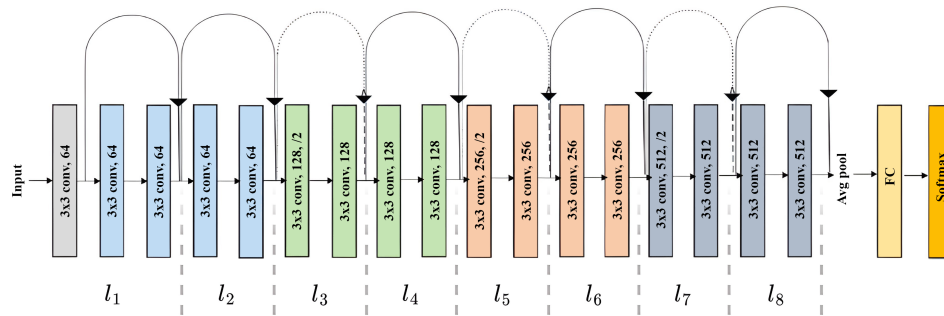 Input
3x3 conv, 64
3x3 conv, 64
3x3 conv, 64
3x3 conv, 64
3x3 conv, 64
3x3 conv, 128, /2
3x3 conv, 128
3x3 conv, 128
3x3 conv, 128
3x3 conv, 256, /2
3x3 conv, 256
3x3 conv, 256
3x3 conv, 256
3x3 conv, 512, /2
3x3 conv, 512
3x3 conv, 512
3x3 conv, 512
Avg pool
FC
Softmax
l1
l2
l3
l4
l5
l6
l7
l8